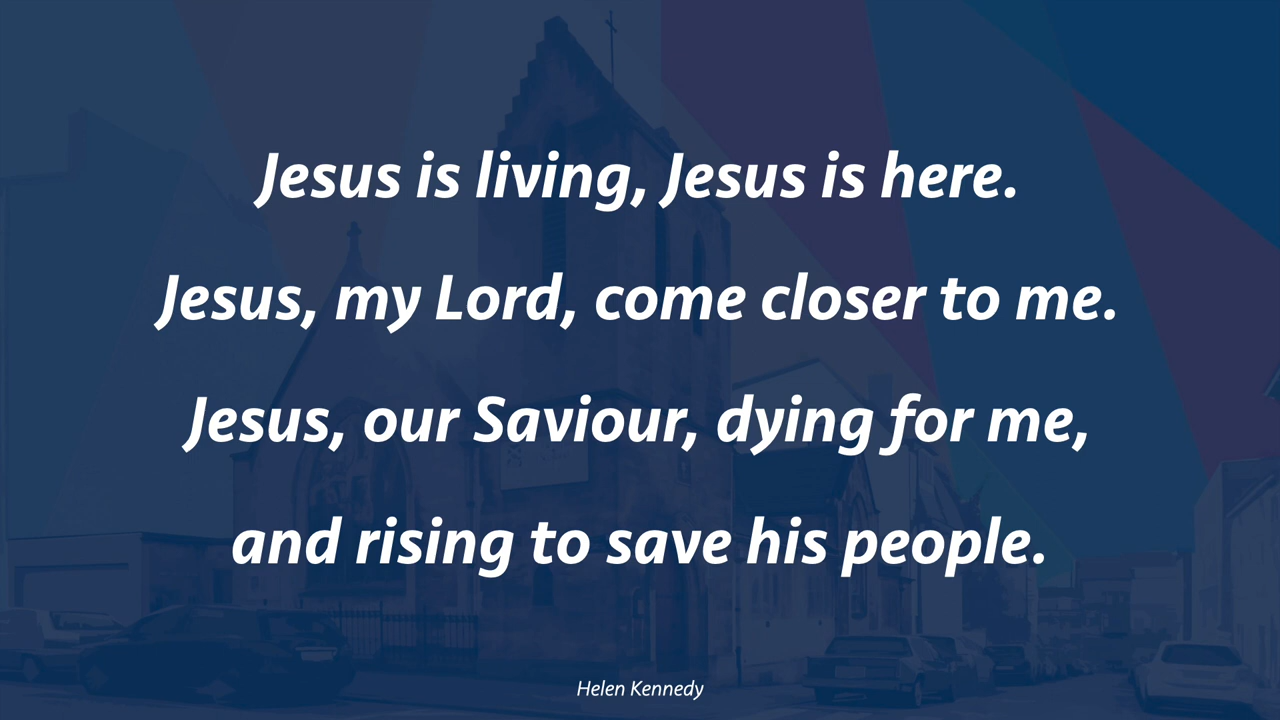 Jesus is living, Jesus is here.
Jesus, my Lord, come closer to me.
Jesus, our Saviour, dying for me,
and rising to save his people.
Helen Kennedy